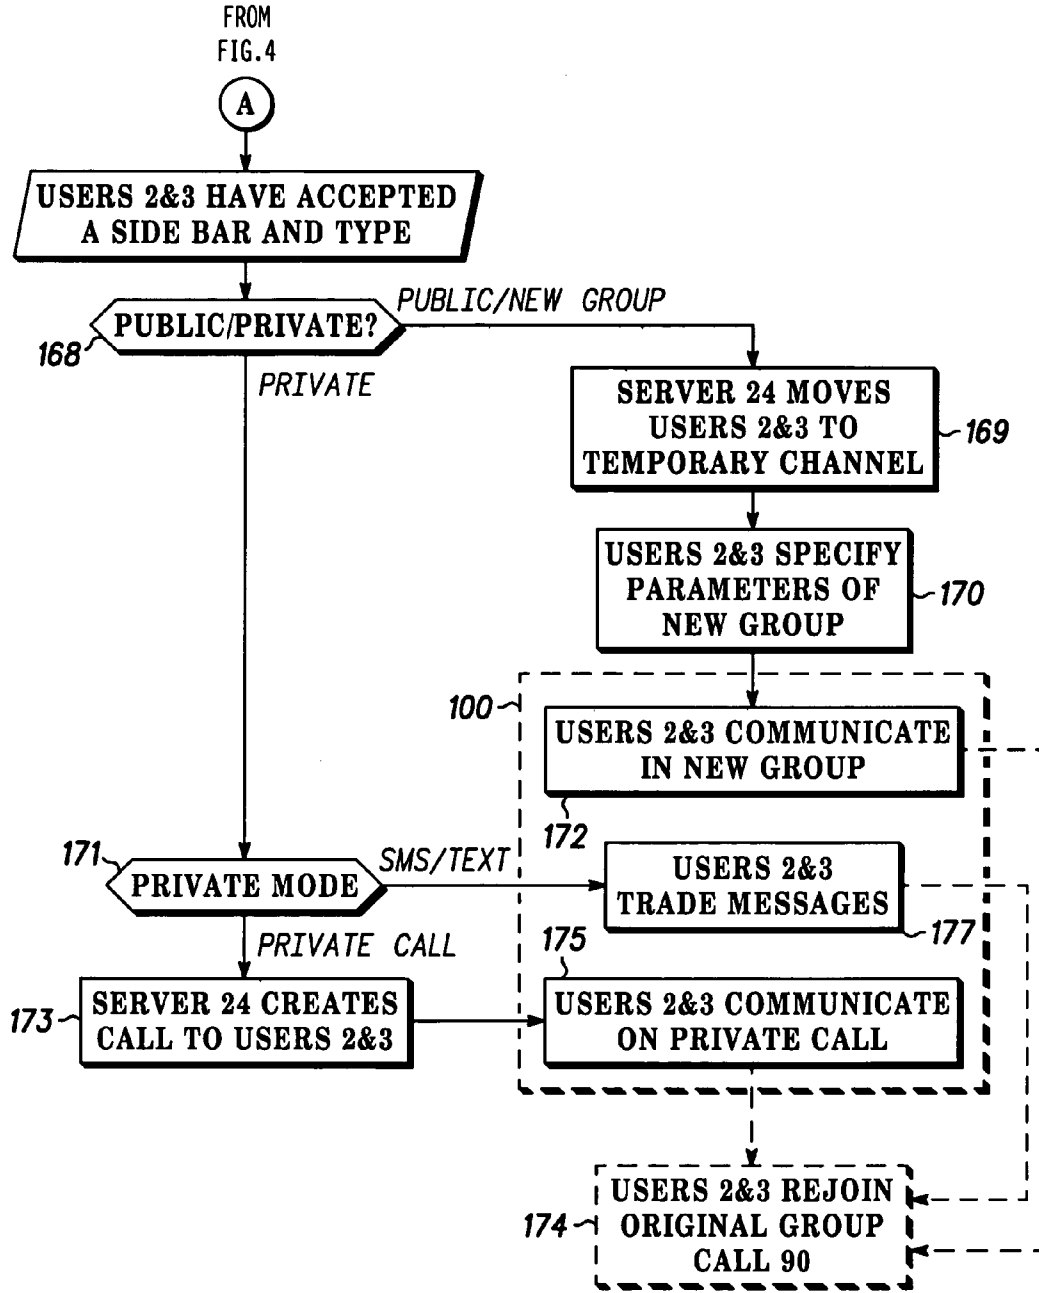 FROM
FIG.4
A
USERS 2&3 HAVE ACCEPTED
A SIDE BAR AND TYPE
PUBLIC/PRIVATE?
168
PUBLIC/NEW GROUP
PRIVATE
SERVER 24 MOVES
USERS 2&3 TO
TEMPORARY CHANNEL
169
USERS 2&3 SPECIFY
PARAMETERS OF
NEW GROUP
170
100
USERS 2&3 COMMUNICATE
IN NEW GROUP
172
171
PRIVATE MODE
SMS/TEXT
USERS 2&3
TRADE MESSAGES
177
PRIVATE CALL
173
SERVER 24 CREATES
CALL TO USERS 2&3
175
USERS 2&3 COMMUNICATE
ON PRIVATE CALL
174
USERS 2&3 REJOIN
ORIGINAL GROUP
CALL 90